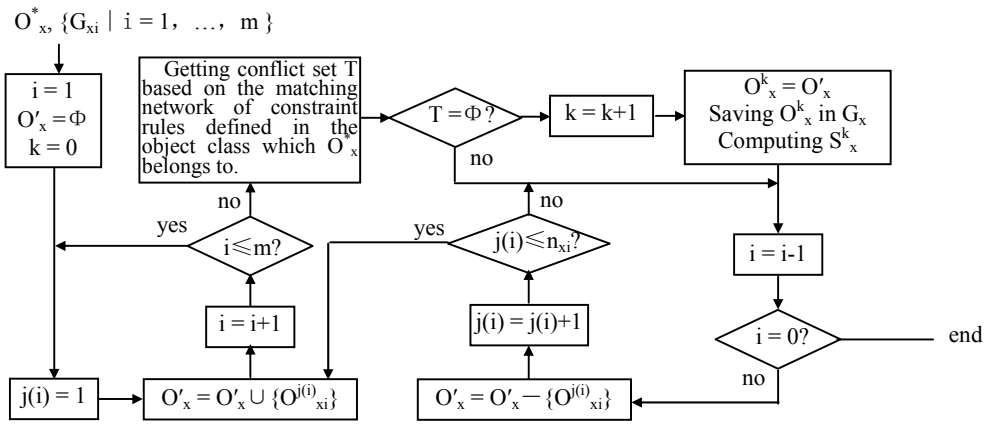 O*x, {Gxi | i = 1, …, m }
i = 1
O′x = Φ
k = 0
Getting conflict set T
based on the matching
network of constraint
rules defined in the
object class which O*x
belongs to.
T = Φ?
no
k = k+1
Okx = O′x
Saving Okx in Gx
Computing Skx
no
yes
i≤m?
no
yes
j(i)≤nxi?
i = i-1
i = i+1
j(i) = j(i)+1
i = 0?
end
no
j(i) = 1
O′x = O′x ∪ {Oj(i)xi}
O′x = O′x − {Oj(i)xi}